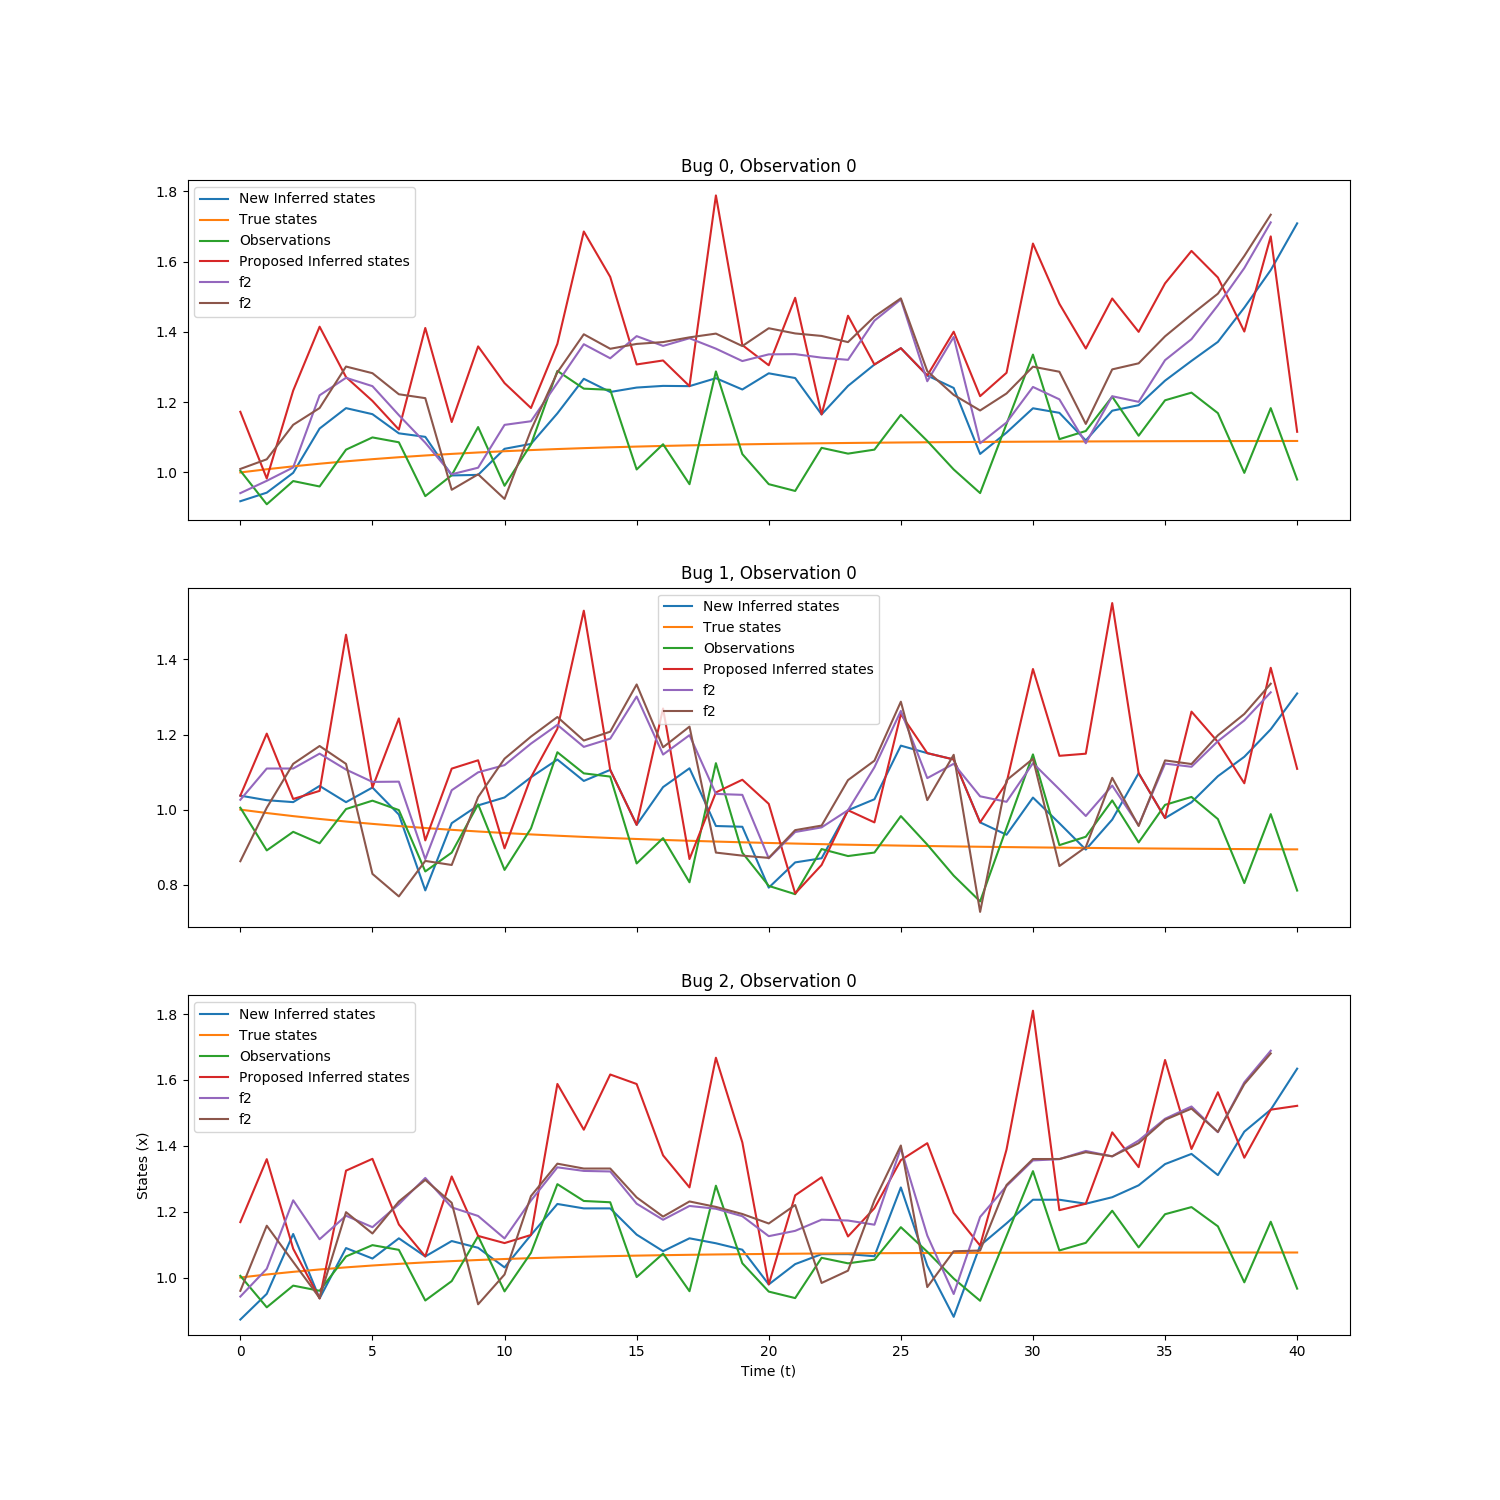 Bug 0, Observation 0
1.8
1.6
1.4
1.2
1.0
New Inferred states
True states
Observations
Proposed Inferred states
f2
f2
Bug 1, Observation 0
1.4
1.2
1.0
0.8
New Inferred states
True states
Observations
Proposed Inferred states
f2
f2
Bug 2, Observation 0
States (x)
1.8
1.6
1.4
1.2
1.0
New Inferred states
True states
Observations
Proposed Inferred states
f2
f2
0 5 10 15 20 25 30 35 40
Time (t)